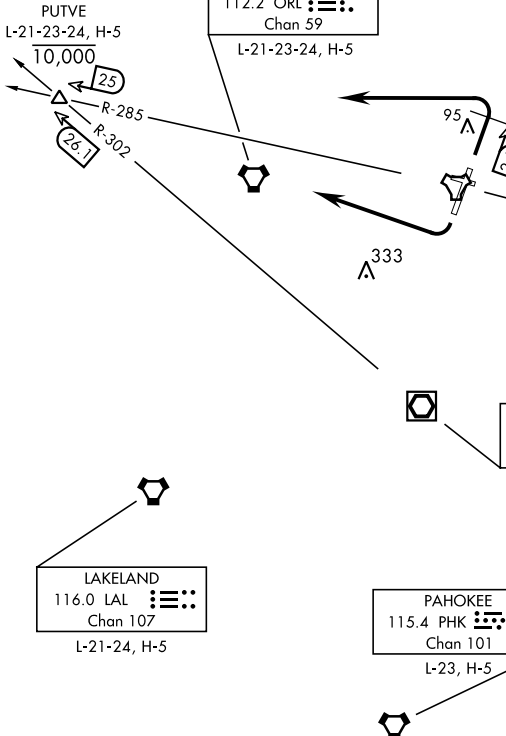 PUTVE
L-21-23-24, H-5
10,000
25
R-285
R-302
26.1
112.2 ORL
Chan 59
L-21-23-24, H-5
95
333
LAKELAND
116.0 LAL
Chan 107
L-21-24, H-5
PAHOKEE
115.4 PHK
Chan 101
L-23, H-5